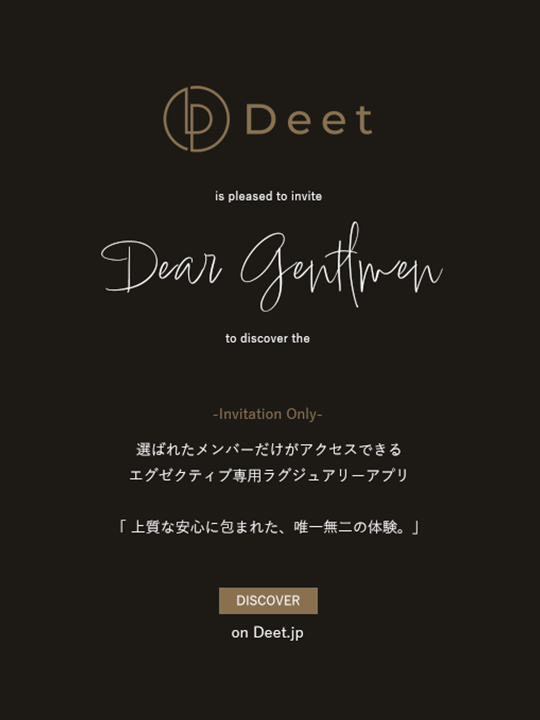 Deet
is pleased to invite
Dear Gentlmen
to discover the
-Invitation Only-
選ばれたメンバーだけがアクセスできる
エグゼクティブ専用ラグジュアリーアプリ
「上質な安心に包まれた、唯一無二の体験。」
DISCOVER
on Deet.jp